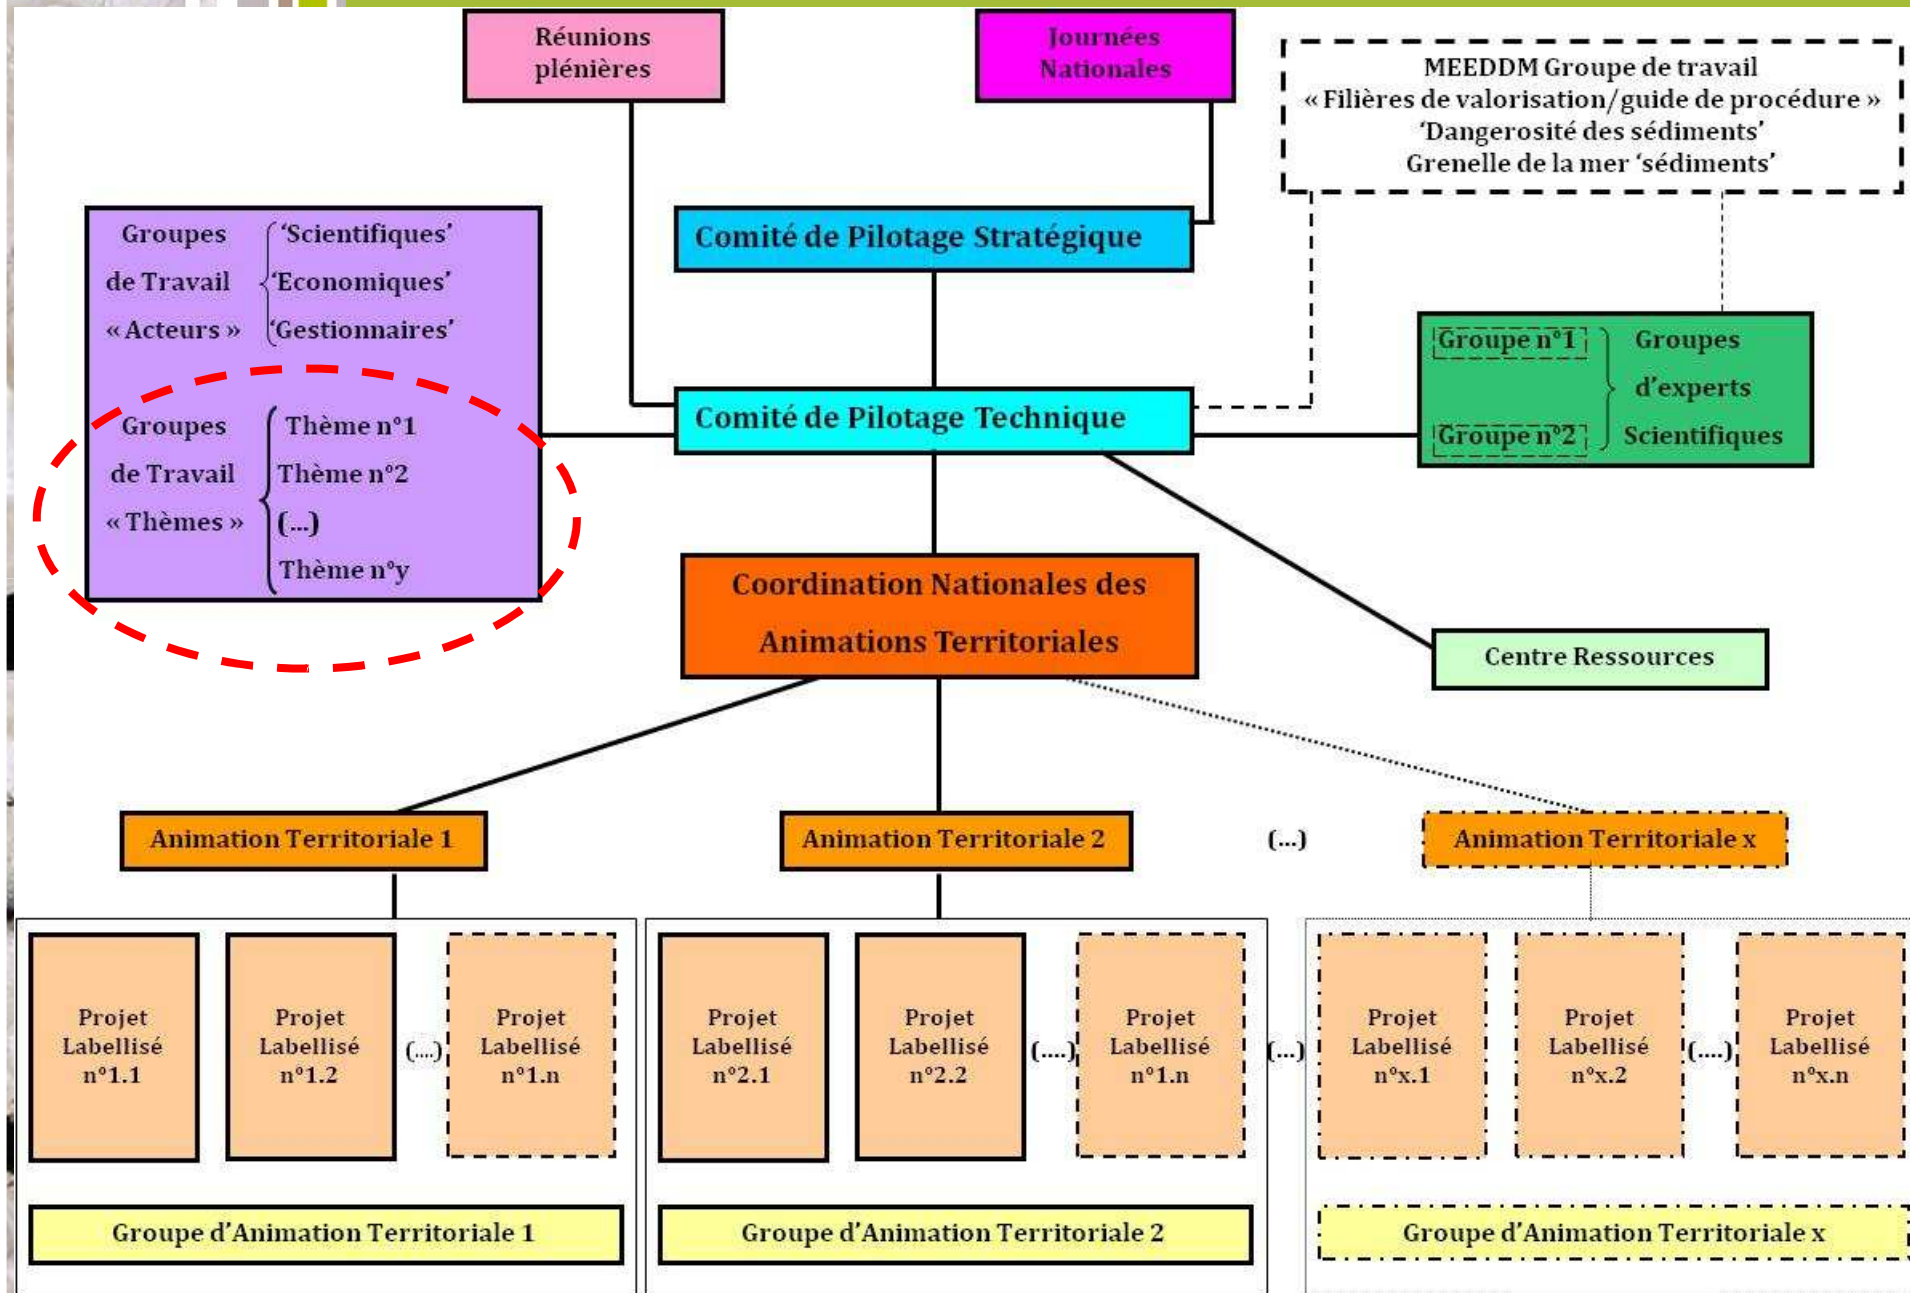 Réunions
plénières
Journées
Nationales
MEEDDM Groupe de travail
« Filières de valorisation/guide de procédure »
‘Dangerosité des sédiments’
Grenelle de la mer ‘sédiments’
Groupes
de Travail
« Acteurs »
‘Scientifiques’
‘Economiques’
‘Gestionnaires’
Groupes
de Travail
« Thèmes »
Thème n°1
Thème n°2
(...)
Thème n°y
Comité de Pilotage Stratégique
Comité de Pilotage Technique
Groupe n°1
Groupe n°2
Groupes
d’experts
Scientifiques
Coordination Nationales des
Animations Territoriales
Centre Ressources
Animation Territoriale 1
Animation Territoriale 2
(...)
Animation Territoriale x
Projet
Labellisé
n°1.1
Projet
Labellisé
n°1.2
(....)
Projet
Labellisé
n°1.n
Projet
Labellisé
n°2.1
Projet
Labellisé
n°2.2
(....)
Projet
Labellisé
n°1.n
(...)
Projet
Labellisé
n°x.1
Projet
Labellisé
n°x.2
(....)
Projet
Labellisé
n°x.n
Groupe d’Animation Territoriale 1
Groupe d’Animation Territoriale 2
Groupe d’Animation Territoriale x